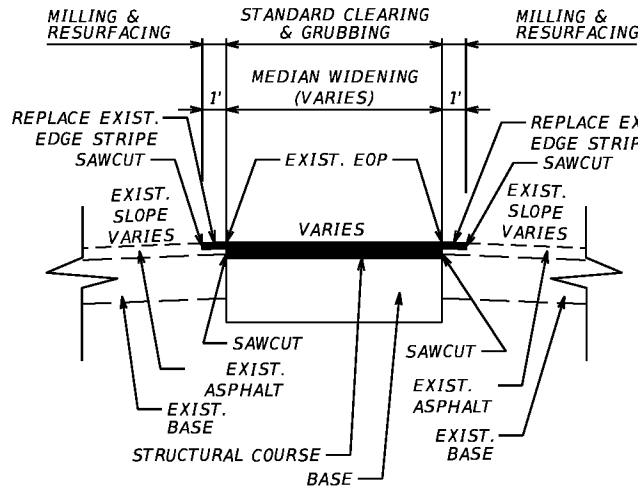 MILLING &
RESURFACING
STANDARD CLEARING
& GRUBBING
MILLING &
RESURFACING
1'
MEDIAN WIDENING
(VARIES)
1'
REPLACE EXIST.
EDGE STRIPE
SAWCUT
EXIST. EOP
REPLACE EX
EDGE STRIP
SAWCUT
EXIST.
SLOPE
VARIES
VARIES
EXIST.
SLOPE
VARIES
SAWCUT
SAWCUT
EXIST.
ASPHALT
EXIST.
ASPHALT
EXIST.
BASE
EXIST.
BASE
STRUCTURAL COURSE
BASE